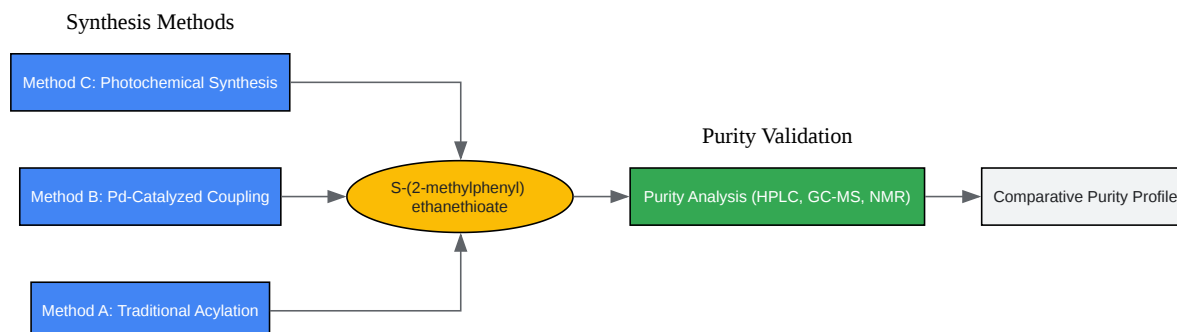 Synthesis Methods
Method C: Photochemical Synthesis
Purity Validation
Method B: Pd-Catalyzed Coupling
S-(2-methylphenyl)
ethanethioate
Purity Analysis (HPLC, GC-MS, NMR)
Comparative Purity Profile
Method A: Traditional Acylation